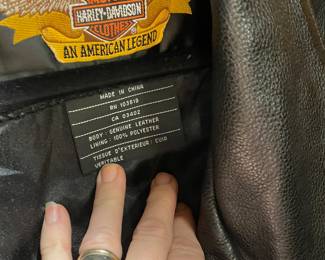 HARLEY-DAVIDSON
CLOTHES
AN AMERICAN LEGEND
MADE IN CHINA
RN 103819
CA 03402
BODY: GENUINE LEATHER
LINING: 100% POLYESTER
TISSUE D'EXTERIEUR: CUIR
VERITABLE